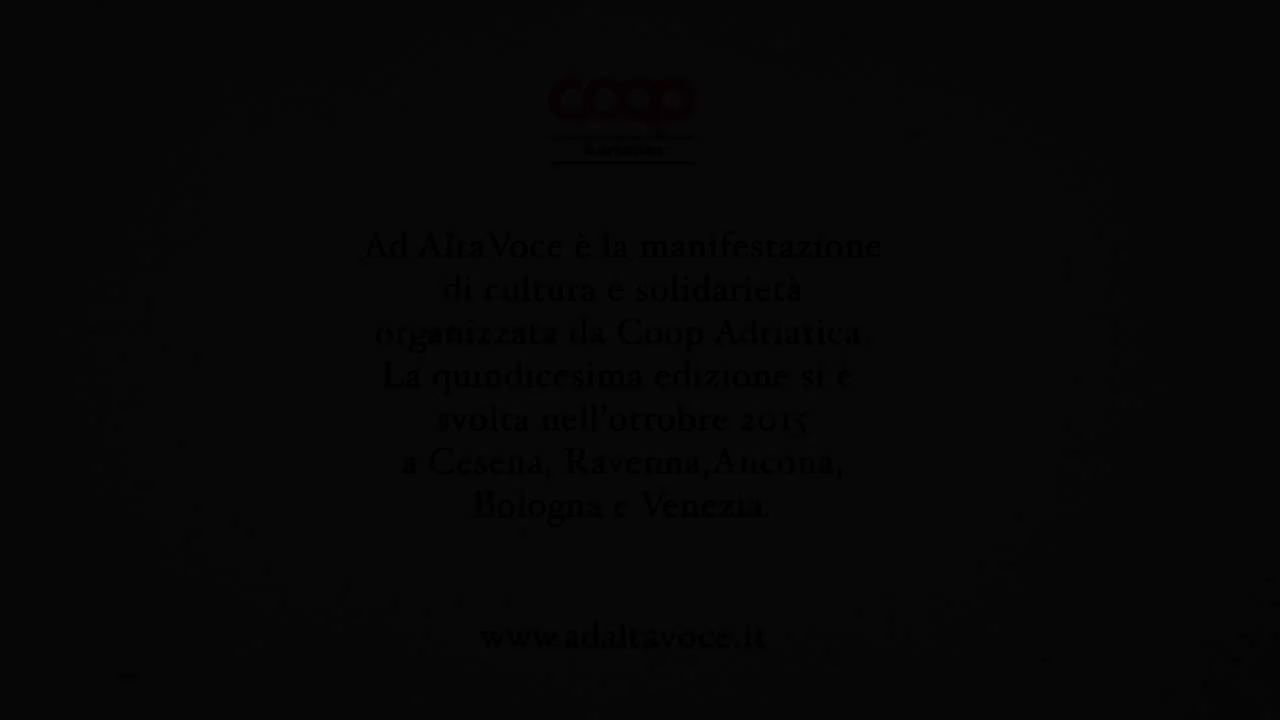 coop
Ad AltaVoce è la manifestazione
di cultura e solidarietà
organizzata da Coop Adriatica
La quindicesima edizione si è
svolta nell'ottobre 2015
a Cesena, Ravenna,Ancona,
Bologna e Venezia.
www.adaltavoce.it